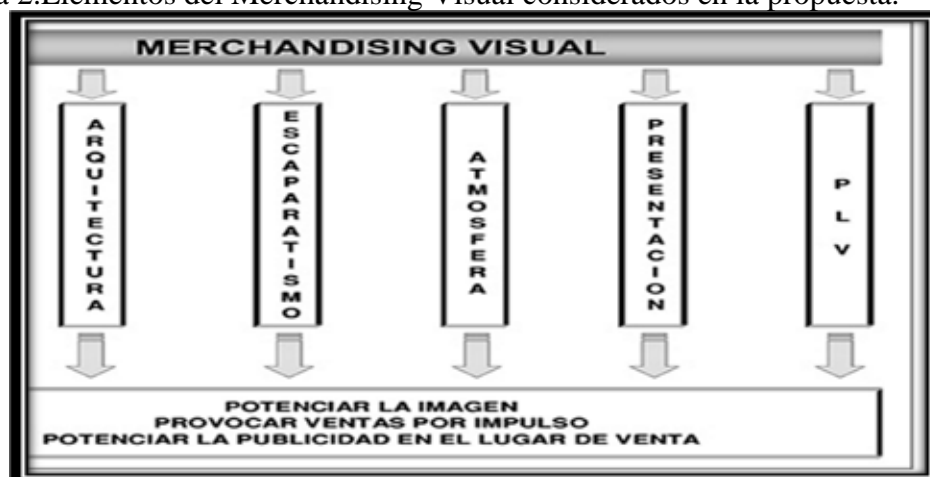 a 2.Elementos del Merchandising Visual considerados en la propuesta.
MERCHANDISING VISUAL
ARQUITECTURA
ESCAPARATISMO
ATMOSFERA
PRESENTACION
PLV
POTENCIAR LA IMAGEN
PROVOCAR VENTAS POR IMPULSO
POTENCIAR LA PUBLICIDAD EN EL LUGAR DE VENTA